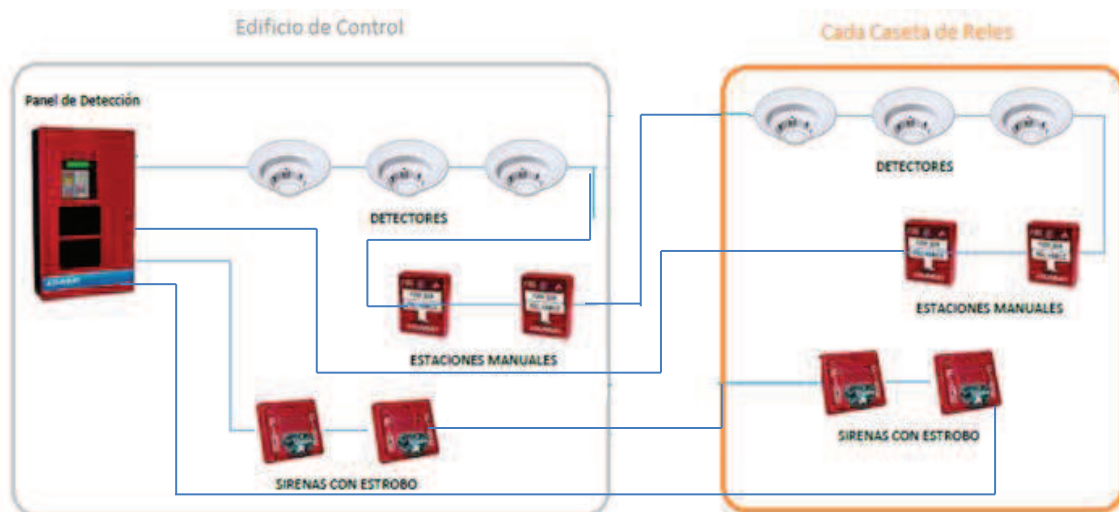 Edificio de Control
Cada Caseta de Reles
Panel de Detección
DETECTORES
DETECTORES
ESTACIONES MANUALES
ESTACIONES MANUALES
SIRENAS CON ESTROBO
SIRENAS CON ESTROBO